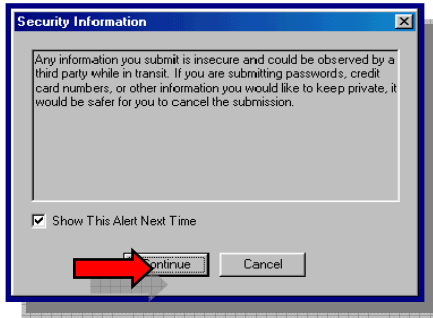 Security Information
Any information you submit is insecure and could be observed by a
third party while in transit. If you are submitting passwords, credit
card numbers, or other information you would like to keep private, it
would be safer for you to cancel the submission.
Show This Alert Next Time
Continue Cancel